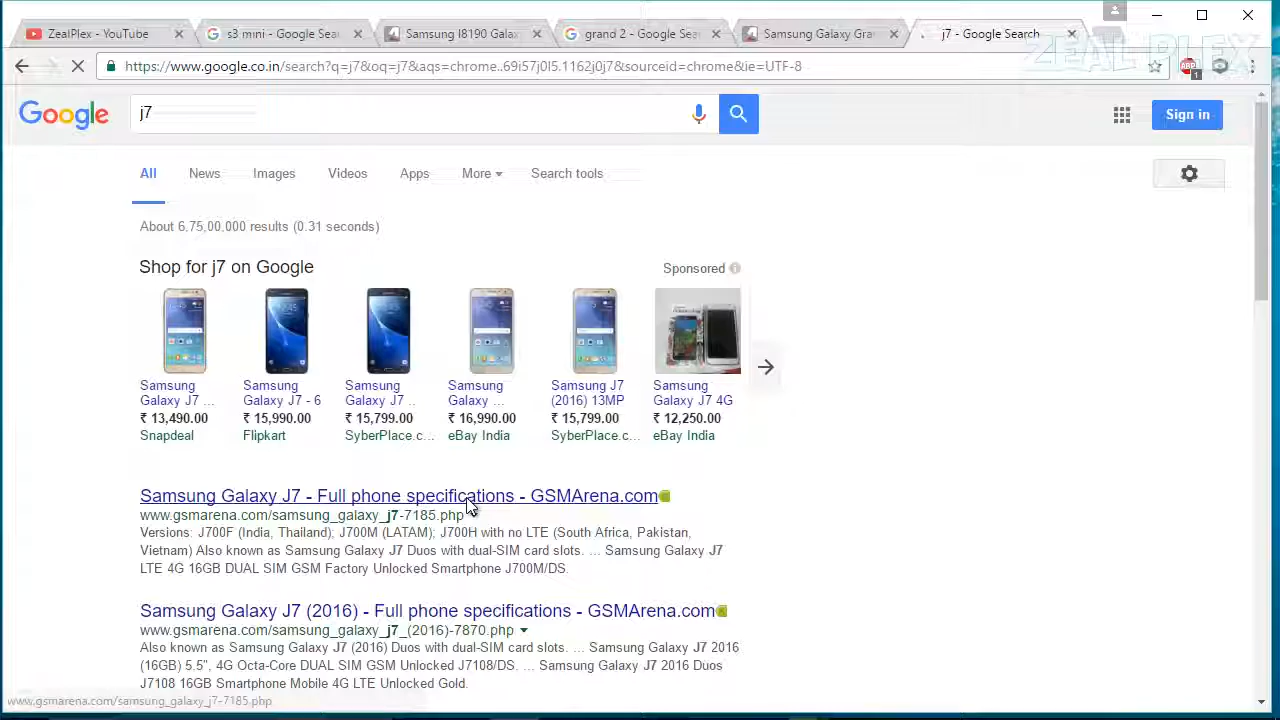 ZealPlex - YouTube
s3 mini - Google Sea
Samsung I8190 Galax
grand 2 - Google Sea
Samsung Galaxy Gra
j7 - Google Search
https://www.google.co.in/search?q=j7&oq=j7&aqs=chrome..69i57j0l5.1162j0j7&sourceid=chrome&ie=UTF-8
ZEAL PLEX
ABP
1
Google
j7
Sign in
All
News
Images
Videos
Apps
More
Search tools
About 6,75,00,000 results (0.31 seconds)
Shop for j7 on Google
Sponsored
Samsung Galaxy J7 ...
₹ 13,490.00
Snapdeal
Samsung Galaxy J7 - 6
₹ 15,990.00
Flipkart
Samsung Galaxy J7 ..
₹ 15,799.00
SyberPlace.c...
Samsung Galaxy ...
₹ 16,990.00
eBay India
Samsung J7 (2016) 13MP
₹ 15,799.00
SyberPlace.c...
Samsung Galaxy J7 4G
₹ 12,250.00
eBay India
Samsung Galaxy J7 - Full phone specifications - GSMArena.com
www.gsmarena.com/samsung_galaxy_j7-7185.php
Versions: J700F (India, Thailand); J700M (LATAM); J700H with no LTE (South Africa, Pakistan,
Vietnam) Also known as Samsung Galaxy J7 Duos with dual-SIM card slots. ... Samsung Galaxy J7
LTE 4G 16GB DUAL SIM GSM Factory Unlocked Smartphone J700M/DS.
Samsung Galaxy J7 (2016) - Full phone specifications - GSMArena.com
www.gsmarena.com/samsung_galaxy_j7_(2016)-7870.php
Also known as Samsung Galaxy J7 (2016) Duos with dual-SIM card slots. ... Samsung Galaxy J7 2016
(16GB) 5.5", 4G Octa-Core DUAL SIM GSM Unlocked J7108/DS. ... Samsung Galaxy J7 2016 Duos
J7108 16GB Smartphone Mobile 4G LTE Unlocked Gold.
www.gsmarena.com/samsung_galaxy_j7-7185.php